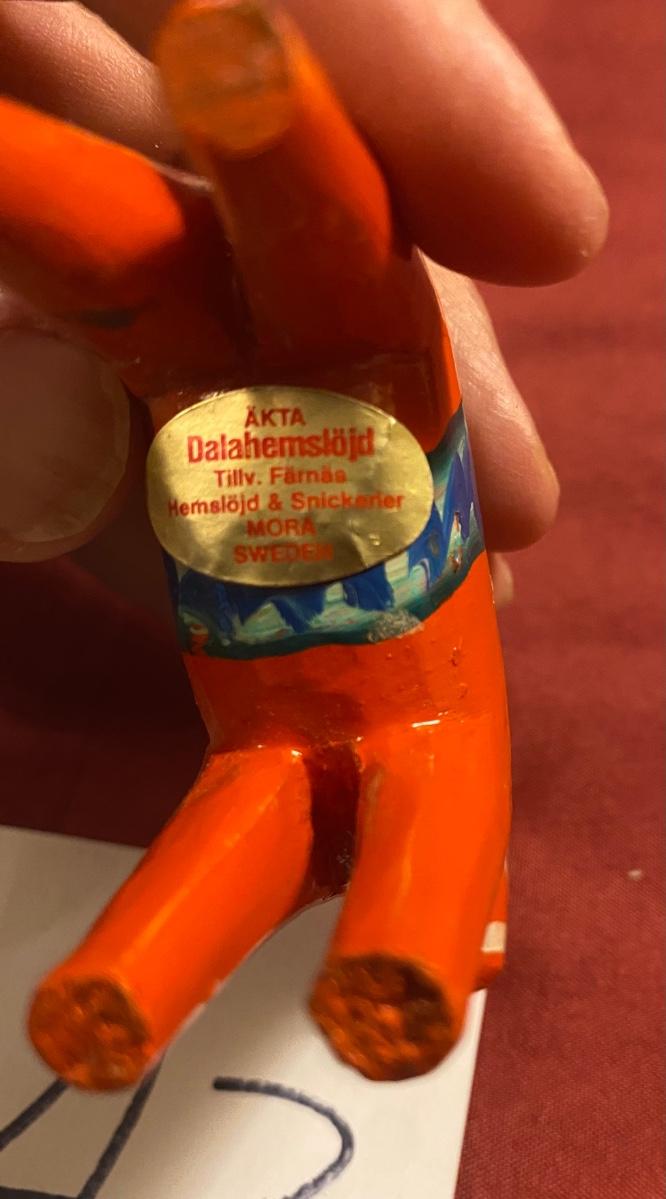 ÄKTA
Dalahemslöjd
Tillv. Färnäs
Hemslöjd & Snickerier
MORA
SWEDEN